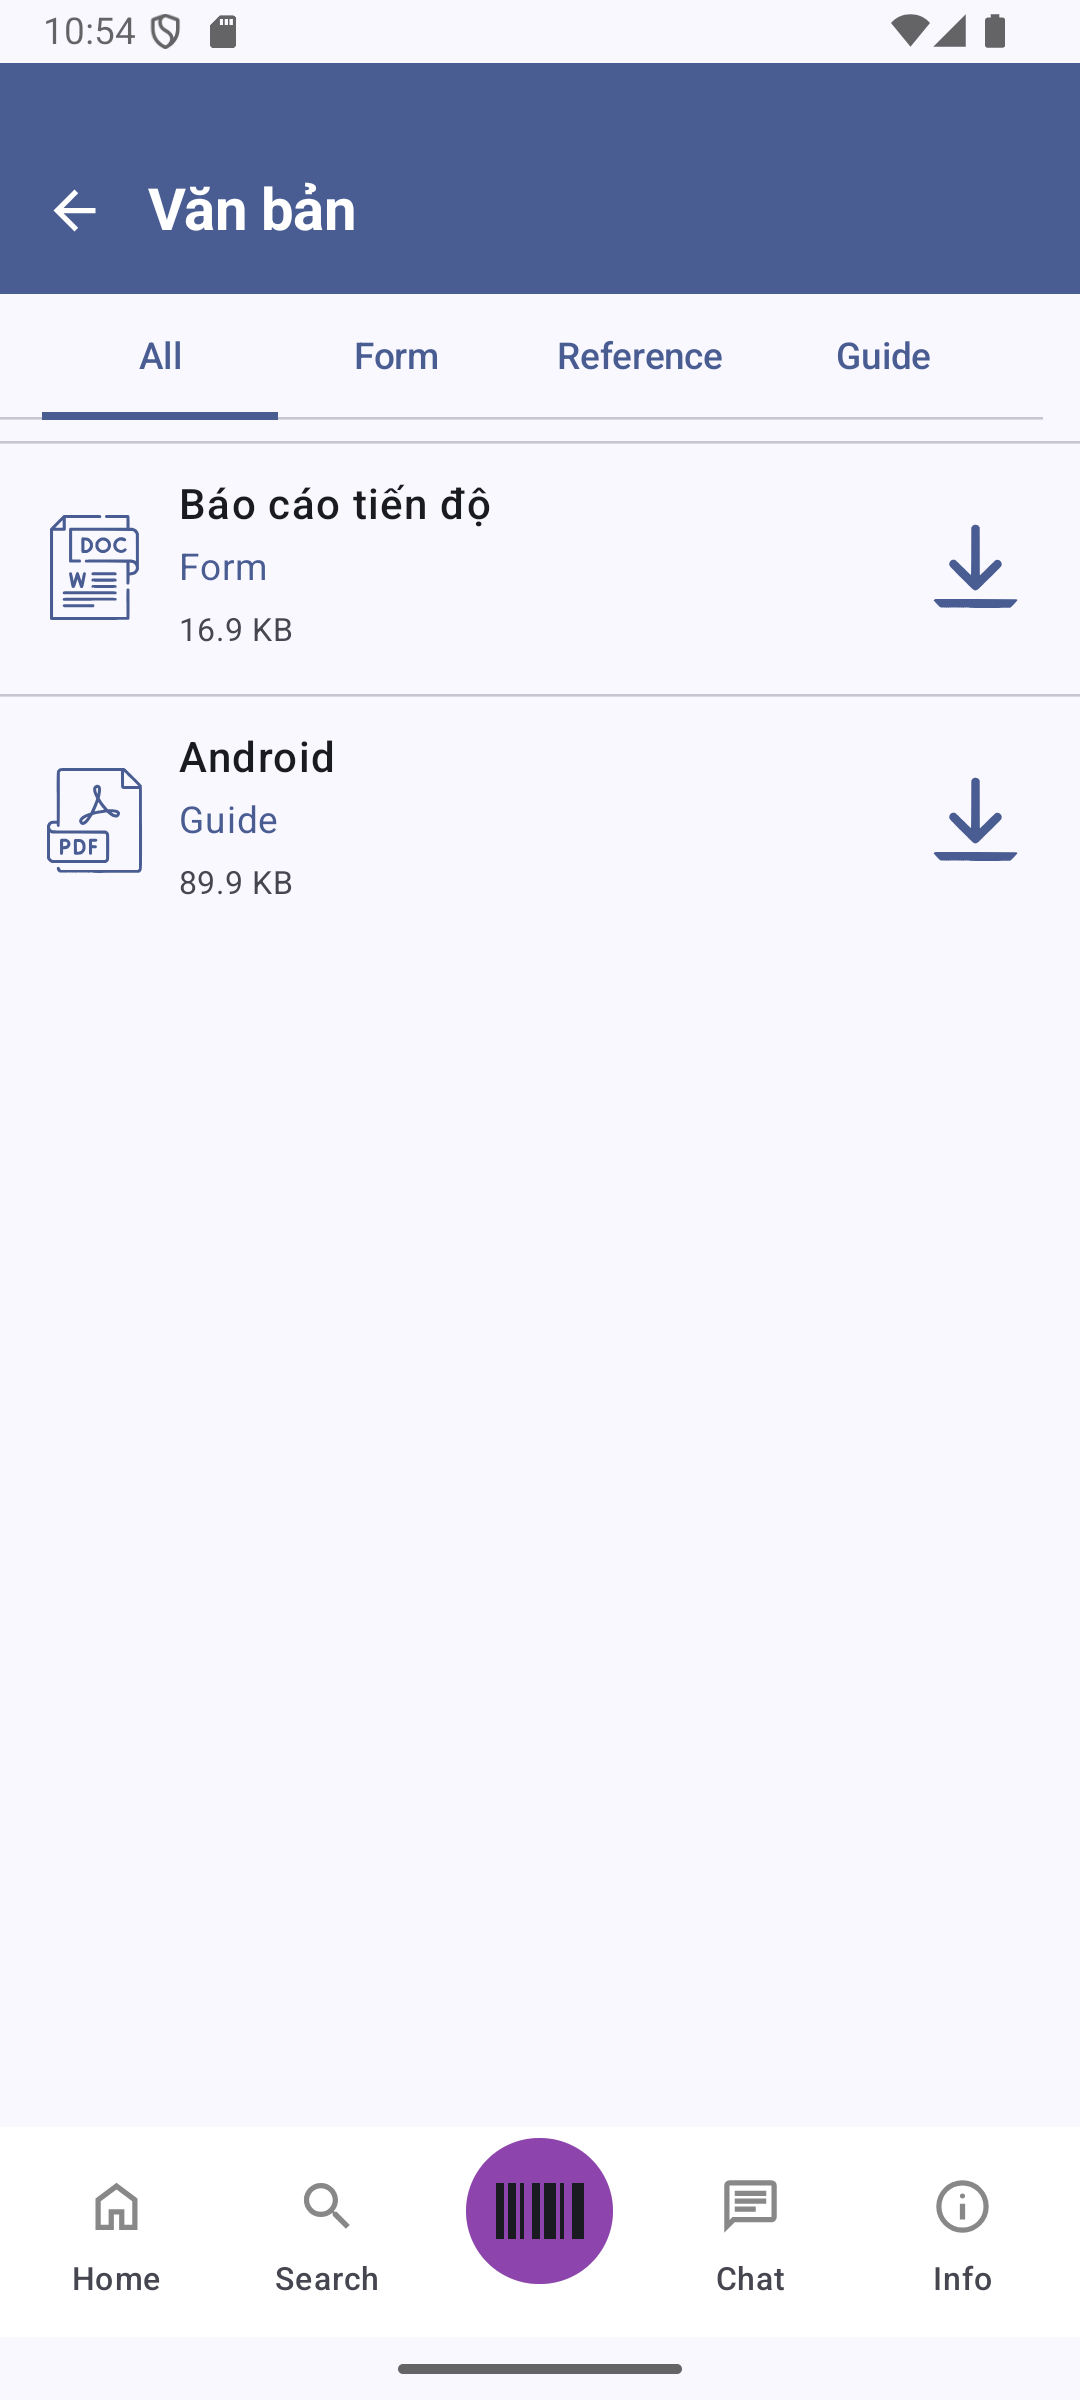 10:54
Văn bản
All Form Reference Guide
Báo cáo tiến độ
DOC
W
Form
16.9 KB
Android
PDF
Guide
89.9 KB
Home Search Chat Info